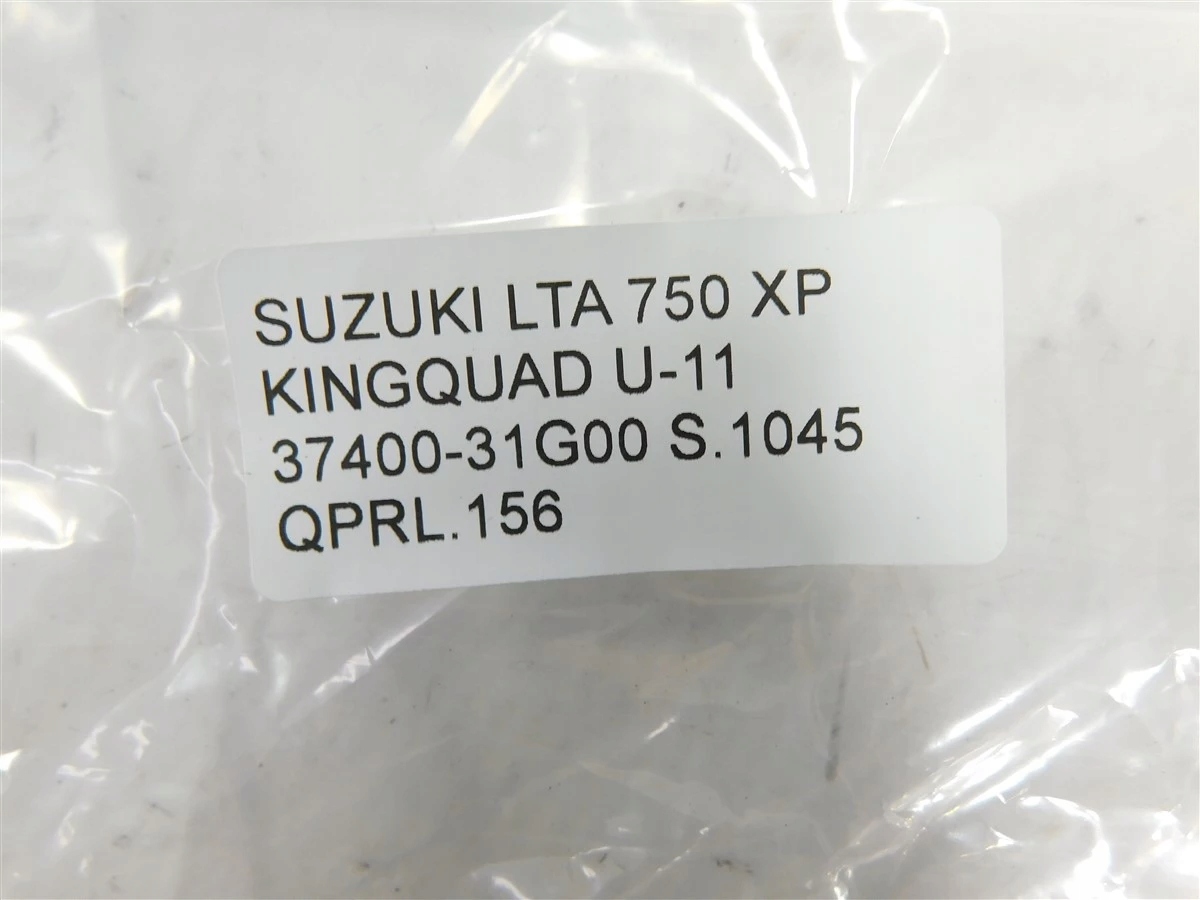 SUZUKI LTA 750 XP
KINGQUAD U-11
37400-31G00 S.1045
QPRL.156